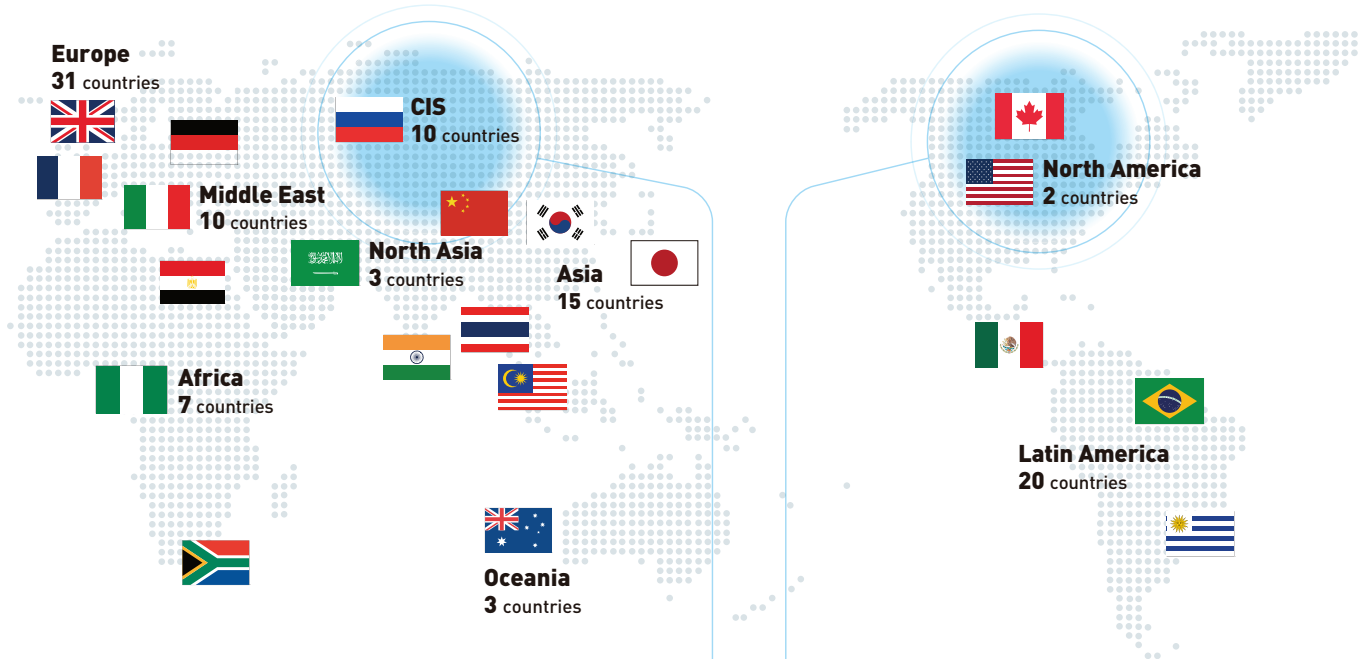 Europe
31 countries
CIS
10 countries
North America
2 countries
Middle East
10 countries
North Asia
3 countries
Asia
15 countries
Africa
7 countries
Latin America
20 countries
Oceania
3 countries